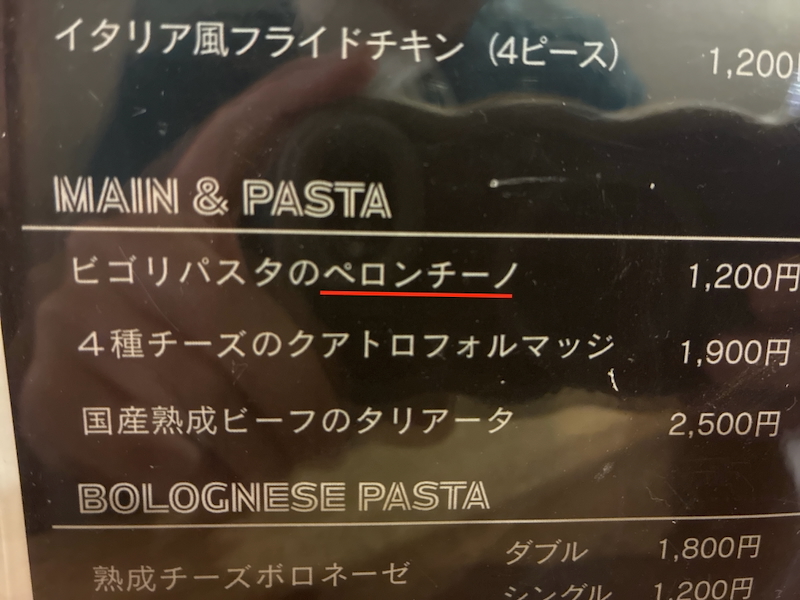 イタリア風フライドチキン（4ピース） 1,200円
MAIN & PASTA
ビゴリパスタのペロンチーノ 1,200円
４種チーズのクアトロフォルマッジ 1,900円
国産熟成ビーフのタリアータ 2,500円
BOLOGNESE PASTA
熟成チーズボロネーゼ ダブル 1,800円
シングル 1,200円